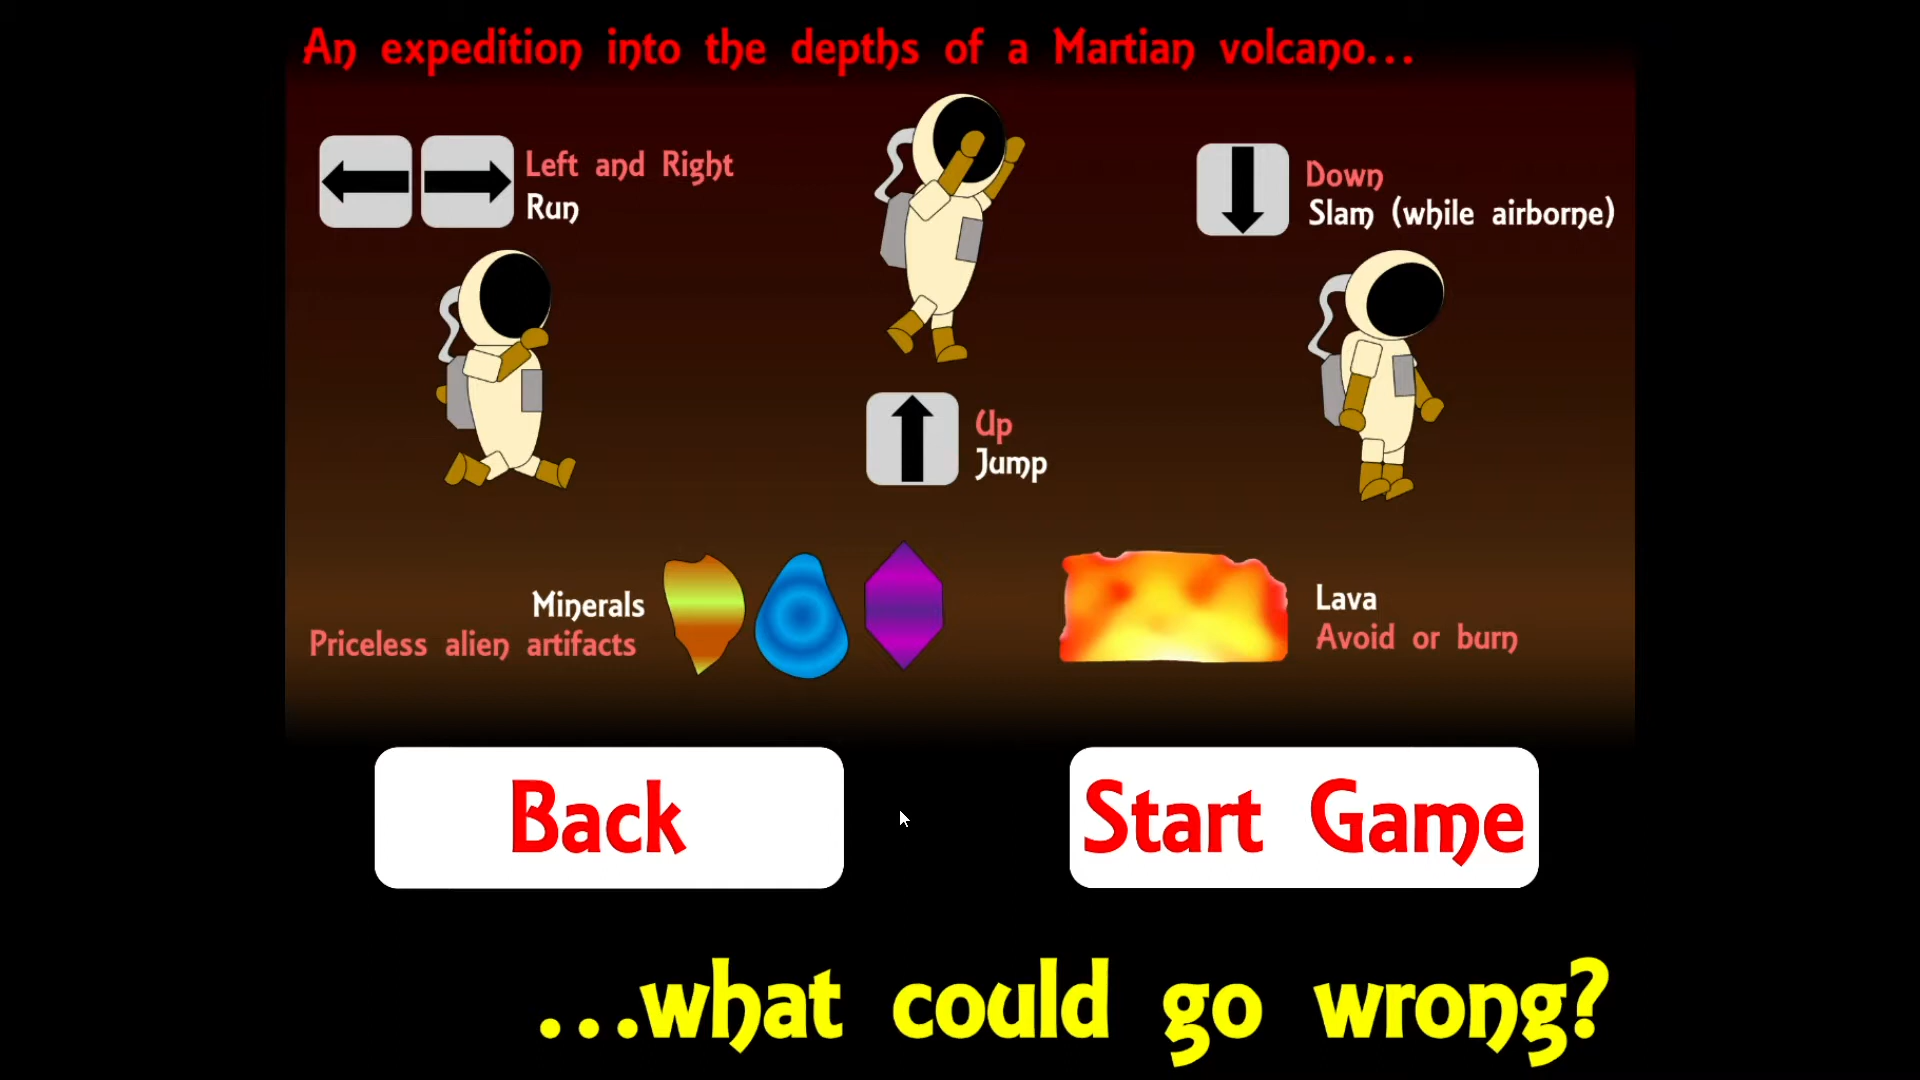 An expedition into the depths of a Martian volcano...
Left and Right
Run
Down
Slam (while airborne)
Up
Jump
Minerals
Priceless alien artifacts
Lava
Avoid or burn
Back
Start Game
...what could go wrong?